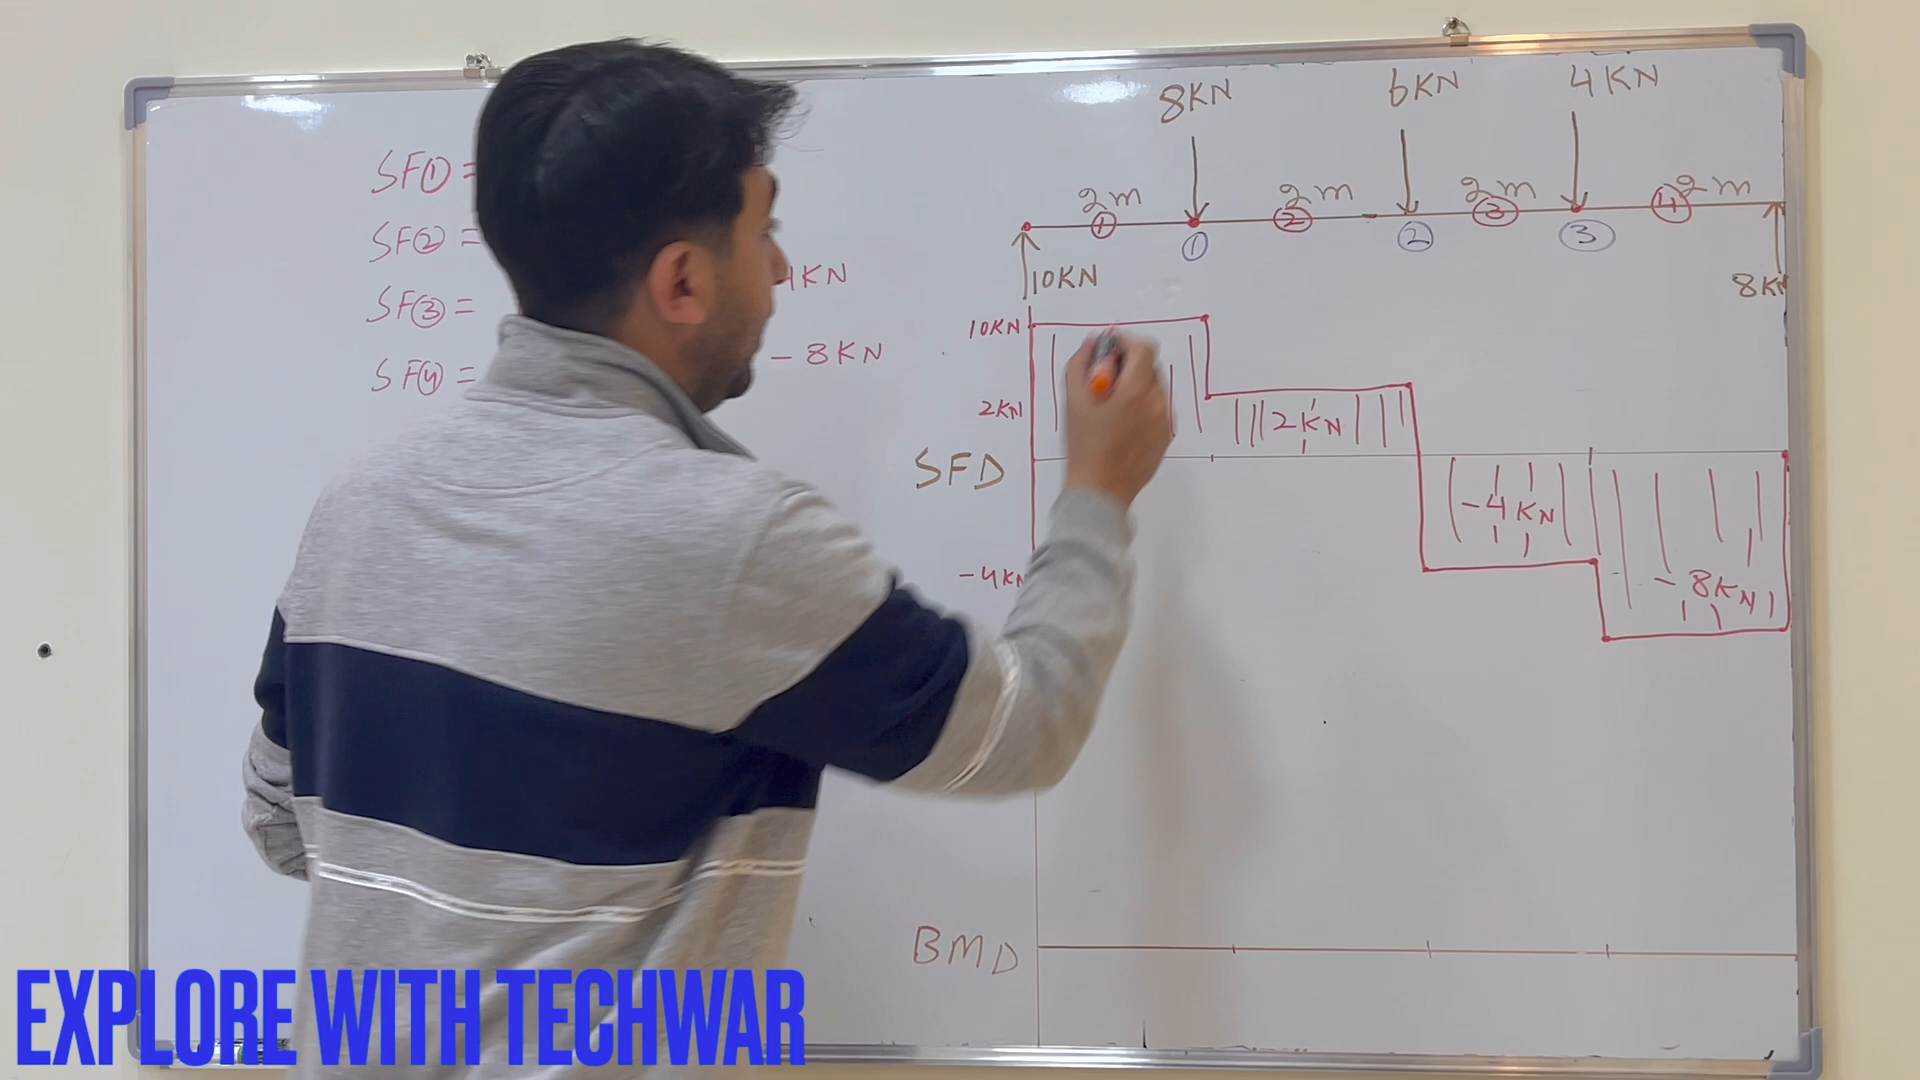 SF① =
SF② =
4KN
SF③ =
- 8KN
SF④ =
8KN 6KN 4KN
2m 2m 2m 2m
① ② ③ ④
① ② ③
10KN 8KN
10KN
2KN
2KN
SFD
-4KN
-4KN
-8KN
BMD
EXPLORE WITH TECHWAR